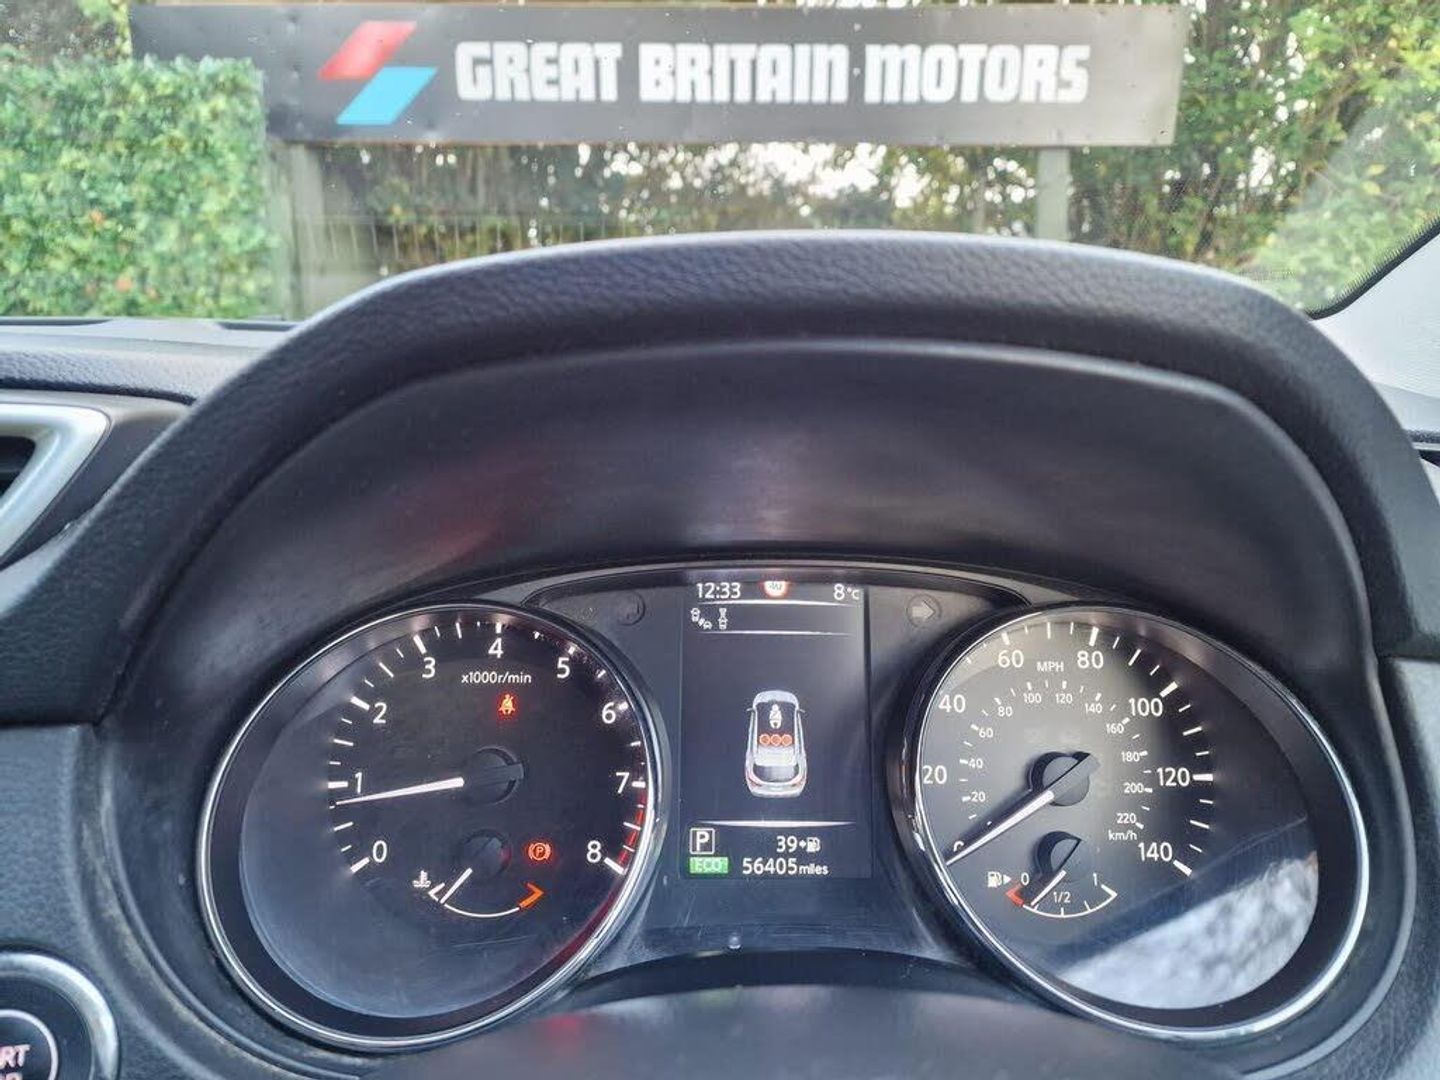 GREAT BRITAIN MOTORS
12:33 40 8°C
x1000r/min
0 1 2 3 4 5 6 7 8
P 39
ECO 56405 miles
MPH
0 20 40 60 80 100 120 140
20 40 60 80 100 120 140 160 180 200 220
km/h
0 1/2 1